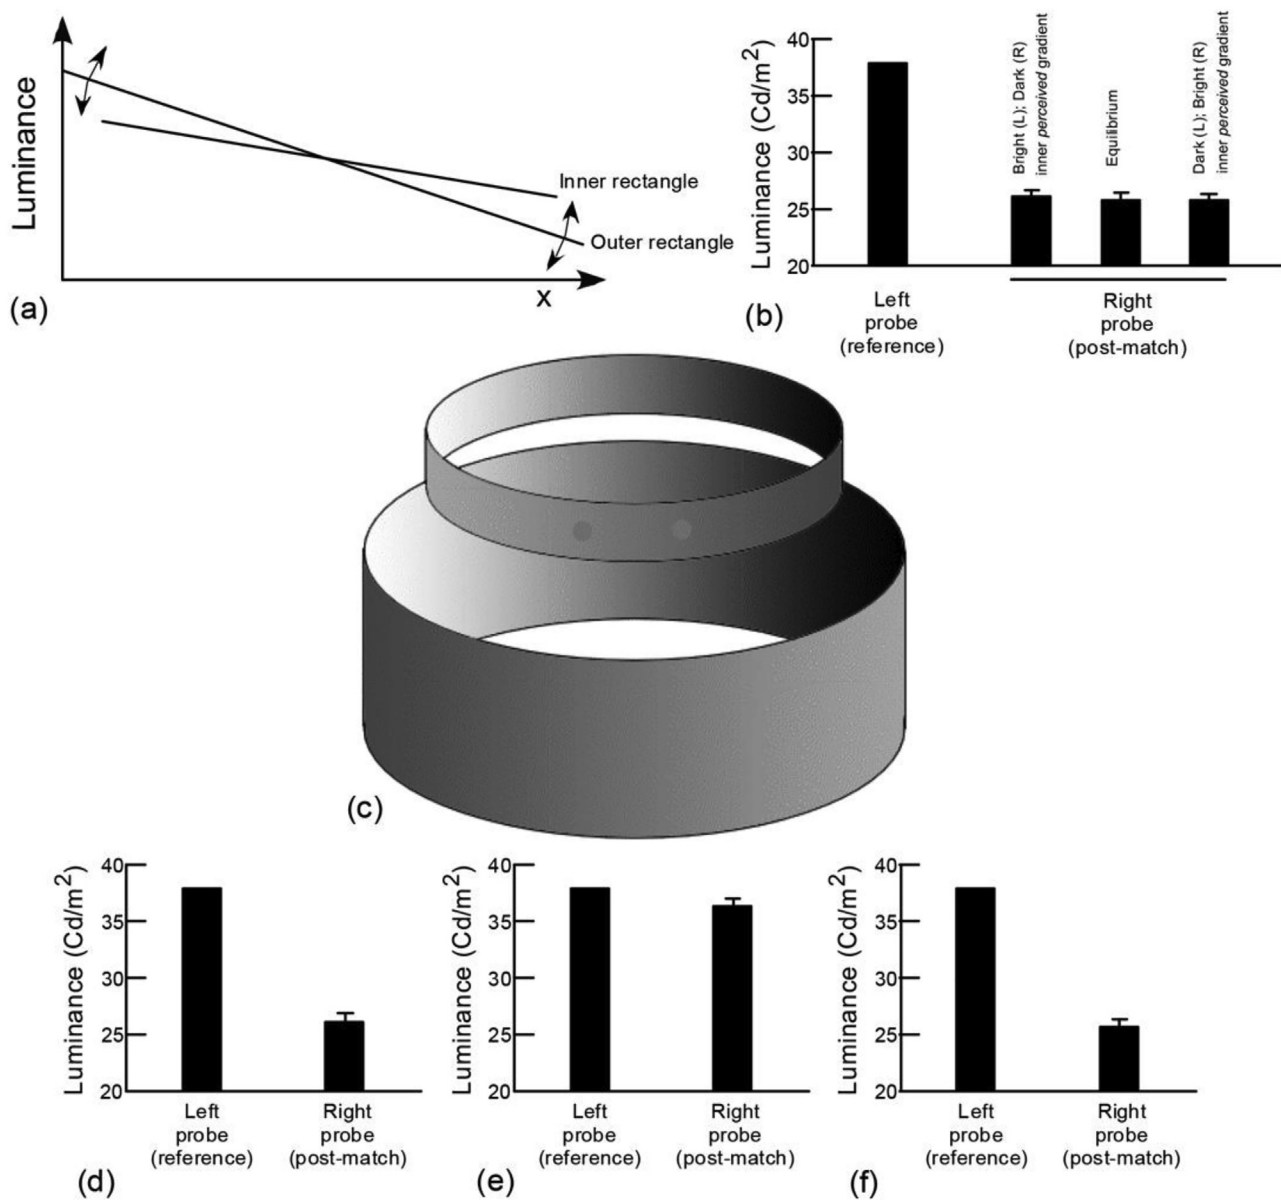 Luminance
Inner rectangle
Outer rectangle
x
(a)
Luminance (Cd/m²)
40
35
30
25
20
Bright (L); Dark (R)
inner perceived gradient
Equilibrium
Dark (L); Bright (R)
inner perceived gradient
Left
probe
(reference)
Right
probe
(post-match)
(b)
(c)
Luminance (Cd/m²)
40
35
30
25
20
Left
probe
(reference)
Right
probe
(post-match)
(d)
Luminance (Cd/m²)
40
35
30
25
20
Left
probe
(reference)
Right
probe
(post-match)
(e)
Luminance (Cd/m²)
40
35
30
25
20
Left
probe
(reference)
Right
probe
(post-match)
(f)